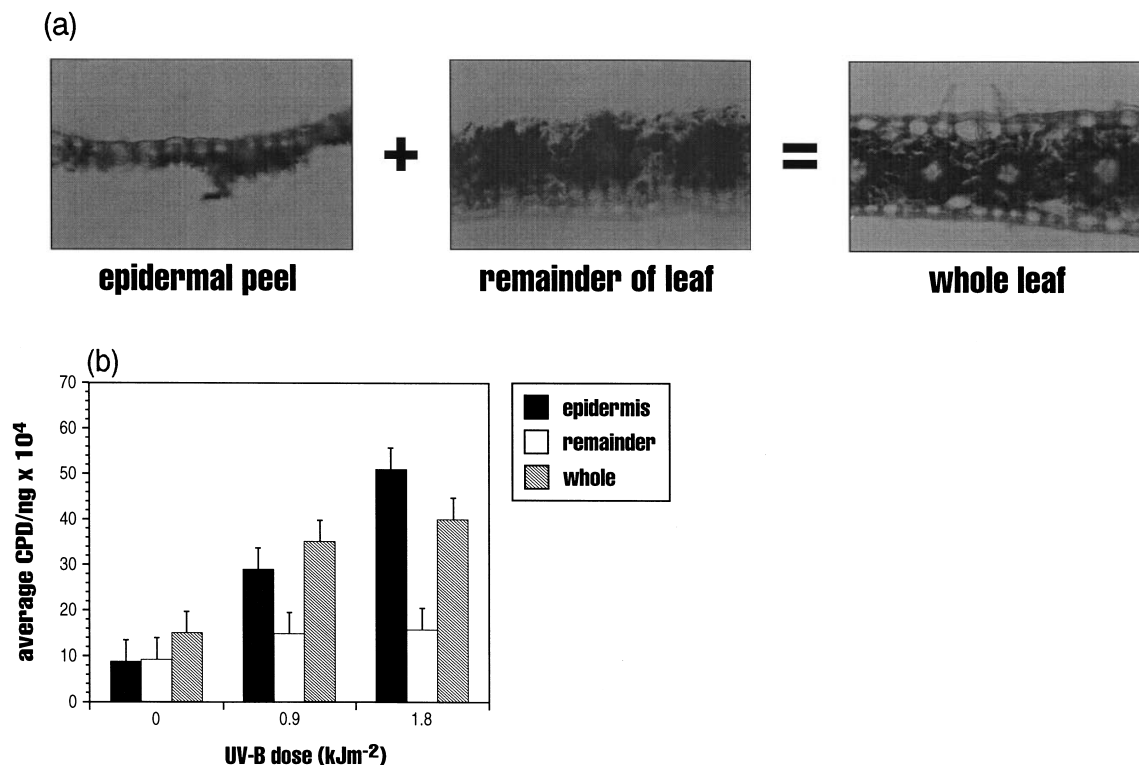 (a)
+
=
epidermal peel
remainder of leaf
whole leaf
(b)
average CPD/ng x 10⁴
70
60
50
40
30
20
10
0
0
0.9
1.8
UV-B dose (kJm⁻²)
epidermis
remainder
whole